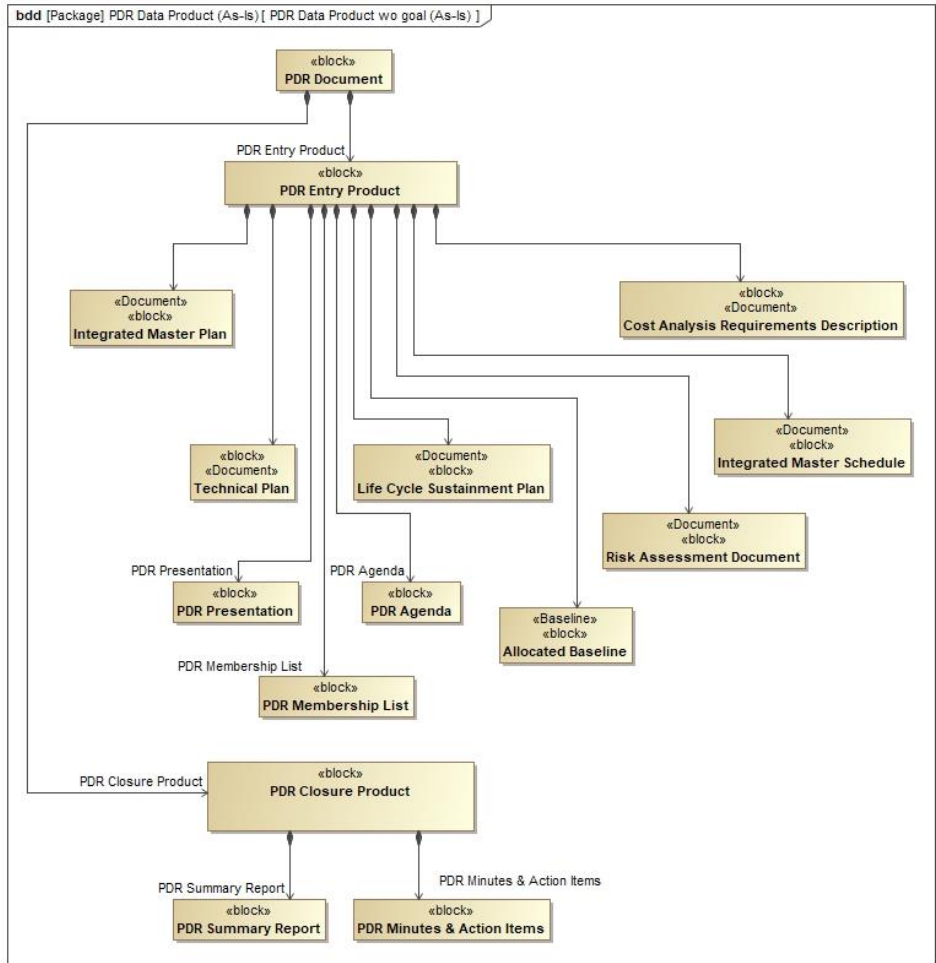 bdd [Package] PDR Data Product (As-Is) [ PDR Data Product wo goal (As-Is) ]
«block»
PDR Document
PDR Entry Product
«block»
PDR Entry Product
«Document»
«block»
Integrated Master Plan
«block»
«Document»
Cost Analysis Requirements Description
«block»
«Document»
Technical Plan
«Document»
«block»
Life Cycle Sustainment Plan
«Document»
«block»
Integrated Master Schedule
«Document»
«block»
Risk Assessment Document
PDR Presentation
«block»
PDR Presentation
PDR Agenda
«block»
PDR Agenda
«Baseline»
«block»
Allocated Baseline
PDR Membership List
«block»
PDR Membership List
PDR Closure Product
«block»
PDR Closure Product
PDR Summary Report
«block»
PDR Summary Report
PDR Minutes & Action Items
«block»
PDR Minutes & Action Items